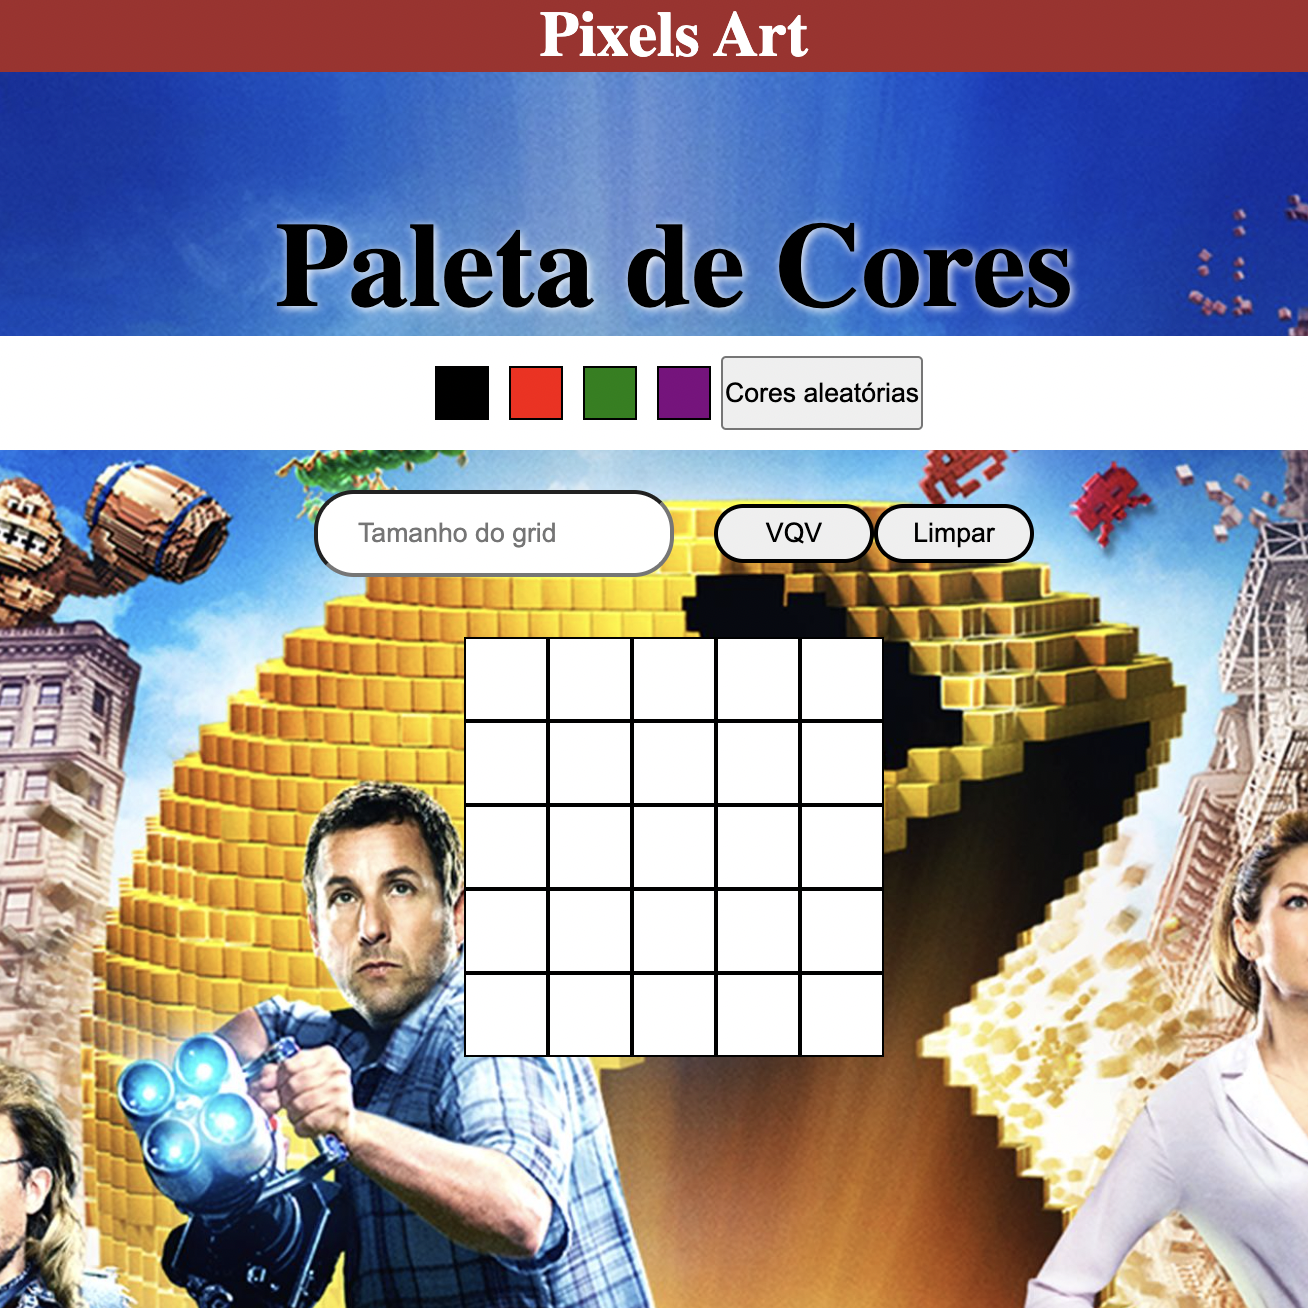 Pixels Art
Paleta de Cores
Cores aleatórias
Tamanho do grid
VQV
Limpar